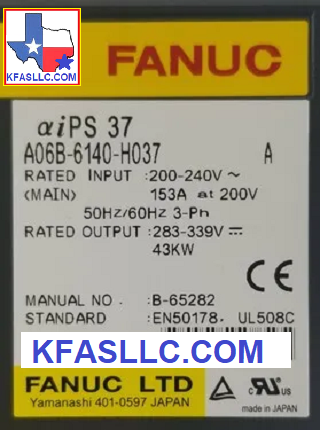 KFASLLC.COM
FANUC
αiPS 37
A06B-6140-H037 A
RATED INPUT : 200-240V ~
(MAIN) 153A at 200V
50Hz/60Hz 3-Ph
RATED OUTPUT : 283-339V ⎓
43KW
CE
MANUAL NO. : B-65282
STANDARD : EN50178, UL508C
KFASLLC.COM
FANUC LTD
Yamanashi 401-0597 JAPAN
c RU us
MADE IN JAPAN